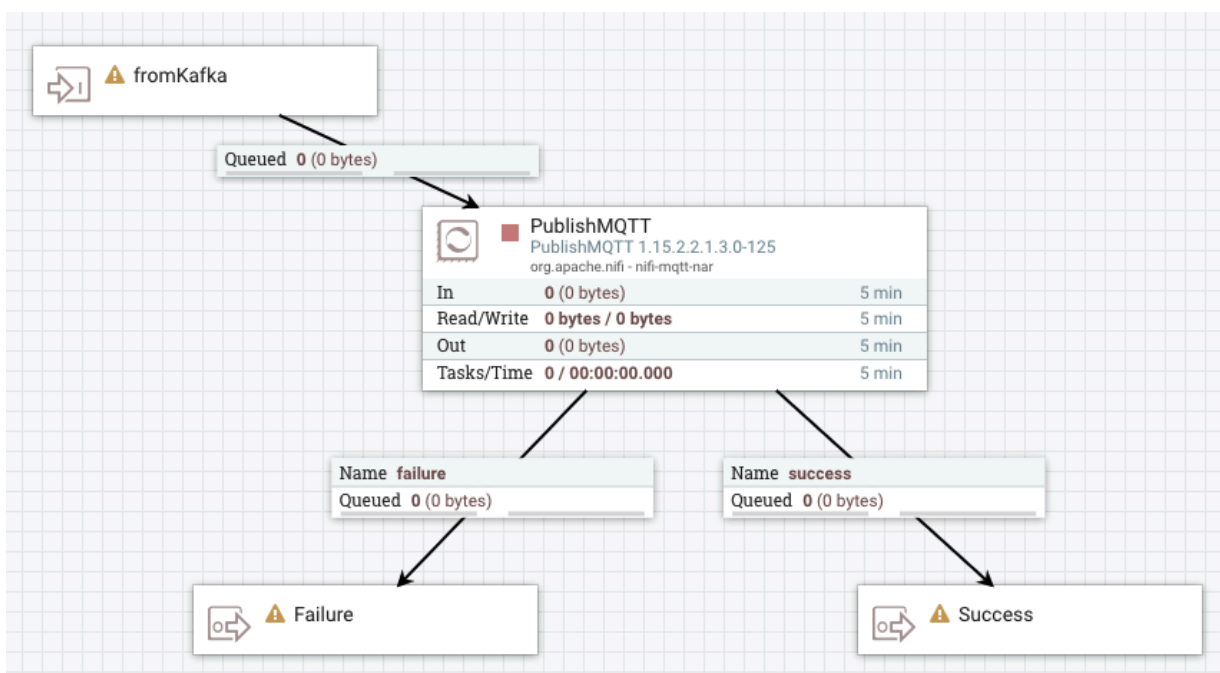 fromKafka
Queued 0 (0 bytes)
PublishMQTT
PublishMQTT 1.15.2.2.1.3.0-125
org.apache.nifi - nifi-mqtt-nar
In 0 (0 bytes) 5 min
Read/Write 0 bytes / 0 bytes 5 min
Out 0 (0 bytes) 5 min
Tasks/Time 0 / 00:00:00.000 5 min
Name failure
Queued 0 (0 bytes)
Name success
Queued 0 (0 bytes)
Failure
Success